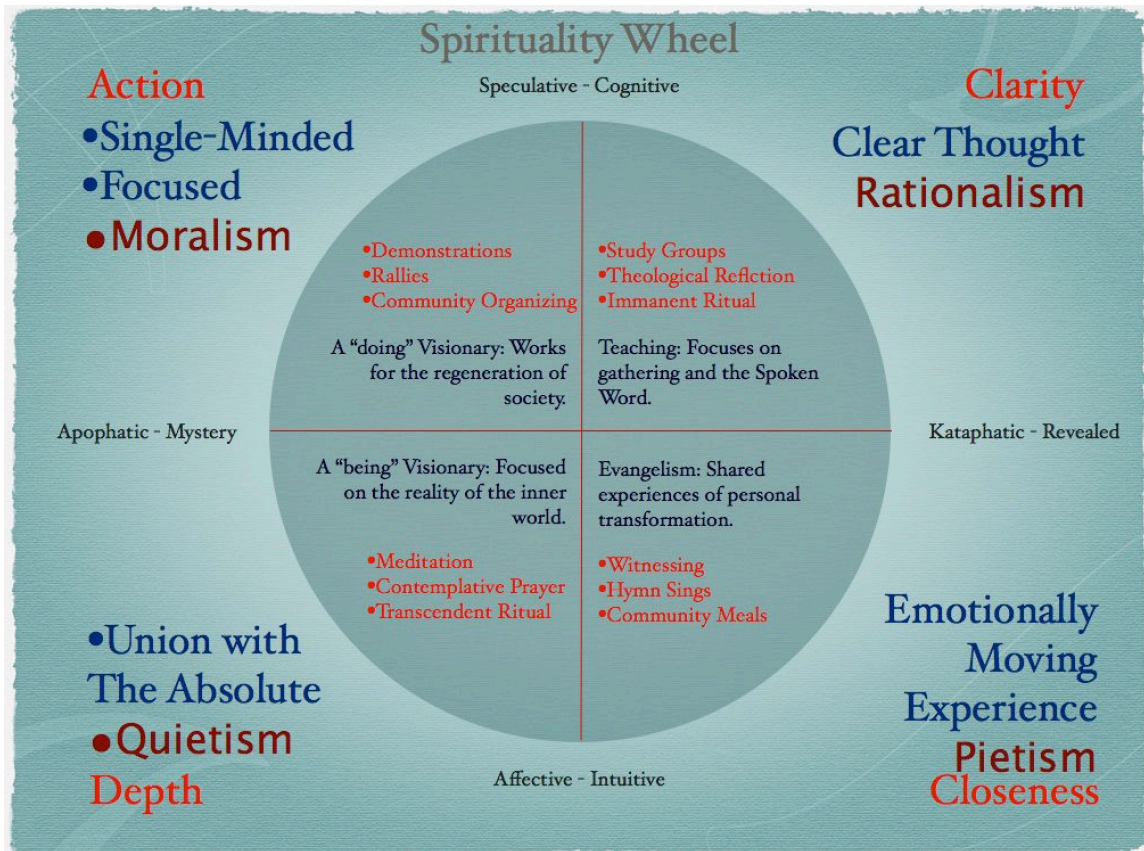 Spirituality Wheel
Speculative - Cognitive
Action
•Single-Minded
•Focused
•Moralism
Clarity
Clear Thought
Rationalism
•Demonstrations
•Rallies
•Community Organizing
A “doing” Visionary: Works
for the regeneration of
society.
•Study Groups
•Theological Reflction
•Immanent Ritual
Teaching: Focuses on
gathering and the Spoken
Word.
Apophatic - Mystery
Kataphatic - Revealed
A “being” Visionary: Focused
on the reality of the inner
world.
•Meditation
•Contemplative Prayer
•Transcendent Ritual
Evangelism: Shared
experiences of personal
transformation.
•Witnessing
•Hymn Sings
•Community Meals
•Union with
The Absolute
•Quietism
Depth
Emotionally
Moving
Experience
Pietism
Closeness
Affective - Intuitive